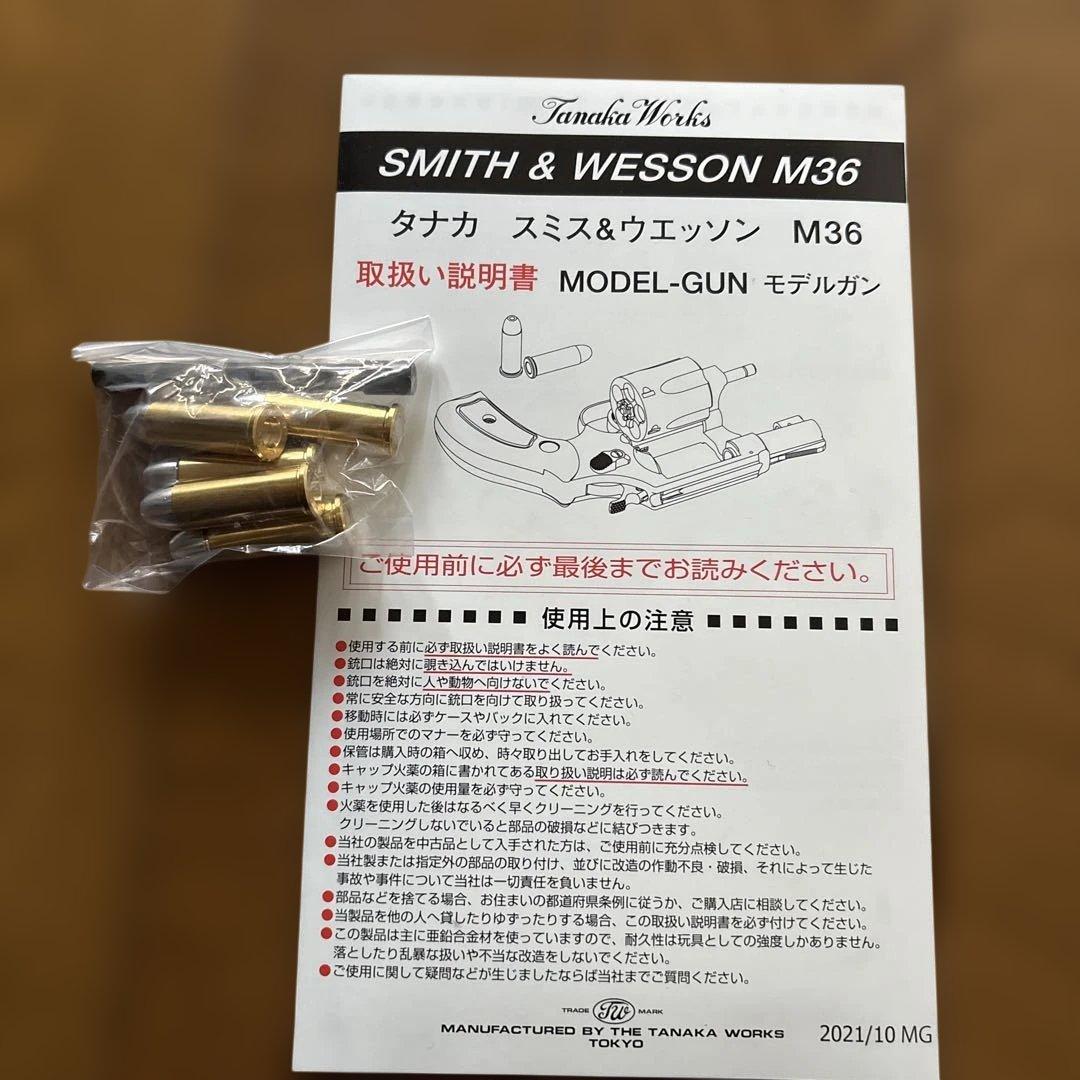 Tanaka Works
SMITH & WESSON M36
タナカ スミス&ウエッソン M36
取扱い説明書 MODEL-GUN モデルガン
ご使用前に必ず最後までお読みください。
■ ■ ■ ■ ■ ■ ■ ■ 使用上の注意 ■ ■ ■ ■ ■ ■ ■ ■
●使用する前に必ず取扱い説明書をよく読んでください。
●銃口は絶対に覗き込んではいけません。
●銃口を絶対に人や動物へ向けないでください。
●常に安全な方向に銃口を向けて取り扱ってください。
●移動時には必ずケースやバックに入れてください。
●使用場所でのマナーを必ず守ってください。
●保管は購入時の箱へ収め、時々取り出してお手入れをしてください。
●キャップ火薬の箱に書かれてある取り扱い説明は必ず読んでください。
●キャップ火薬の使用量を必ず守ってください。
●火薬を使用した後はなるべく早くクリーニングを行ってください。
クリーニングしないでいると部品の破損などに結びつきます。
●当社の製品を中古品として入手された方は、ご使用前に充分点検してください。
●当社製または指定外の部品の取り付け、並びに改造の作動不良・破損、それによって生じた
事故や事件について当社は一切責任を負いません。
●部品などを捨てる場合、お住まいの都道府県条例に従うか、ご購入店に相談してください。
●当製品を他の人へ貸したりゆずったりする場合、この取扱い説明書を必ず付けてください。
●この製品は主に亜鉛合金材を使っていますので、耐久性は玩具としての強度しかありません。
落としたり乱暴な扱いや不当な改造をしないでください。
●ご使用に関して疑問などが生じましたならば当社までご質問ください。
TRADE TW MARK
MANUFACTURED BY THE TANAKA WORKS
TOKYO
2021/10 MG